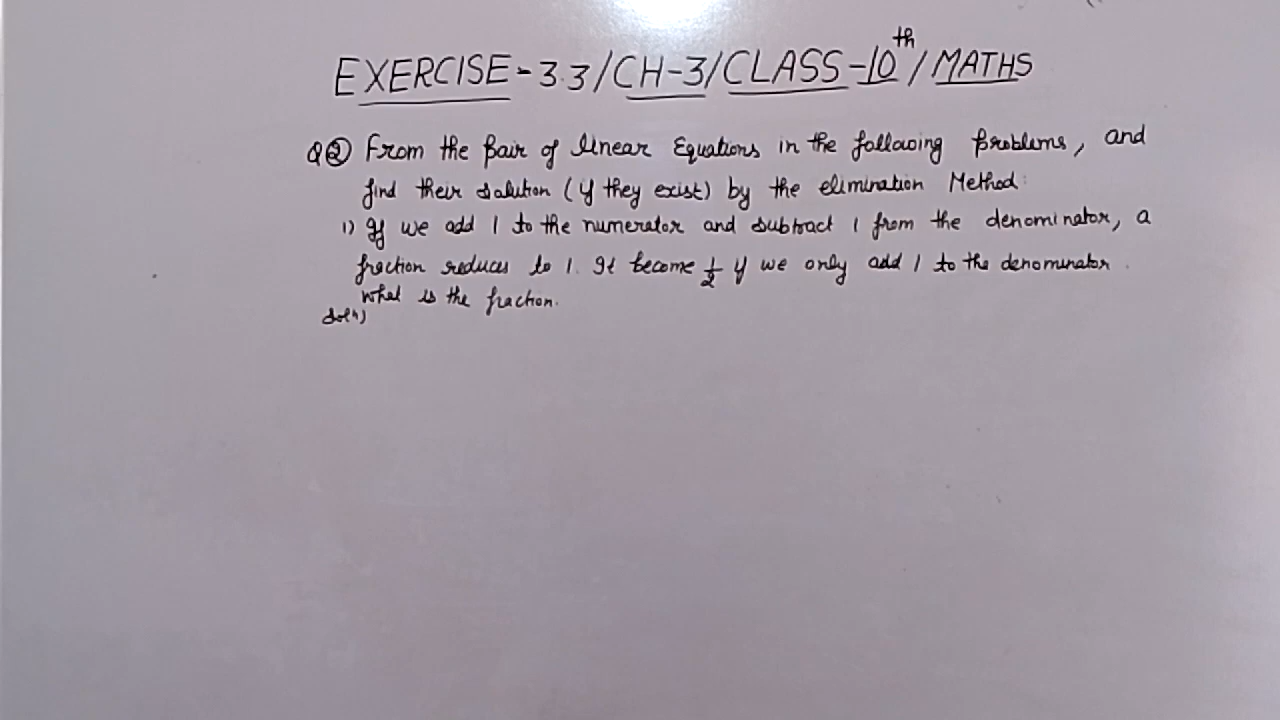 EXERCISE - 3.3/CH-3/CLASS-10th/MATHS
Q② From the pair of linear Equations in the following problems, and
find their solution (if they exist) by the elimination Method:
1) If we add 1 to the numerator and subtract 1 from the denominator, a
fraction reduces to 1. It become 1/2 if we only add 1 to the denominator.
What is the fraction.
Soln)